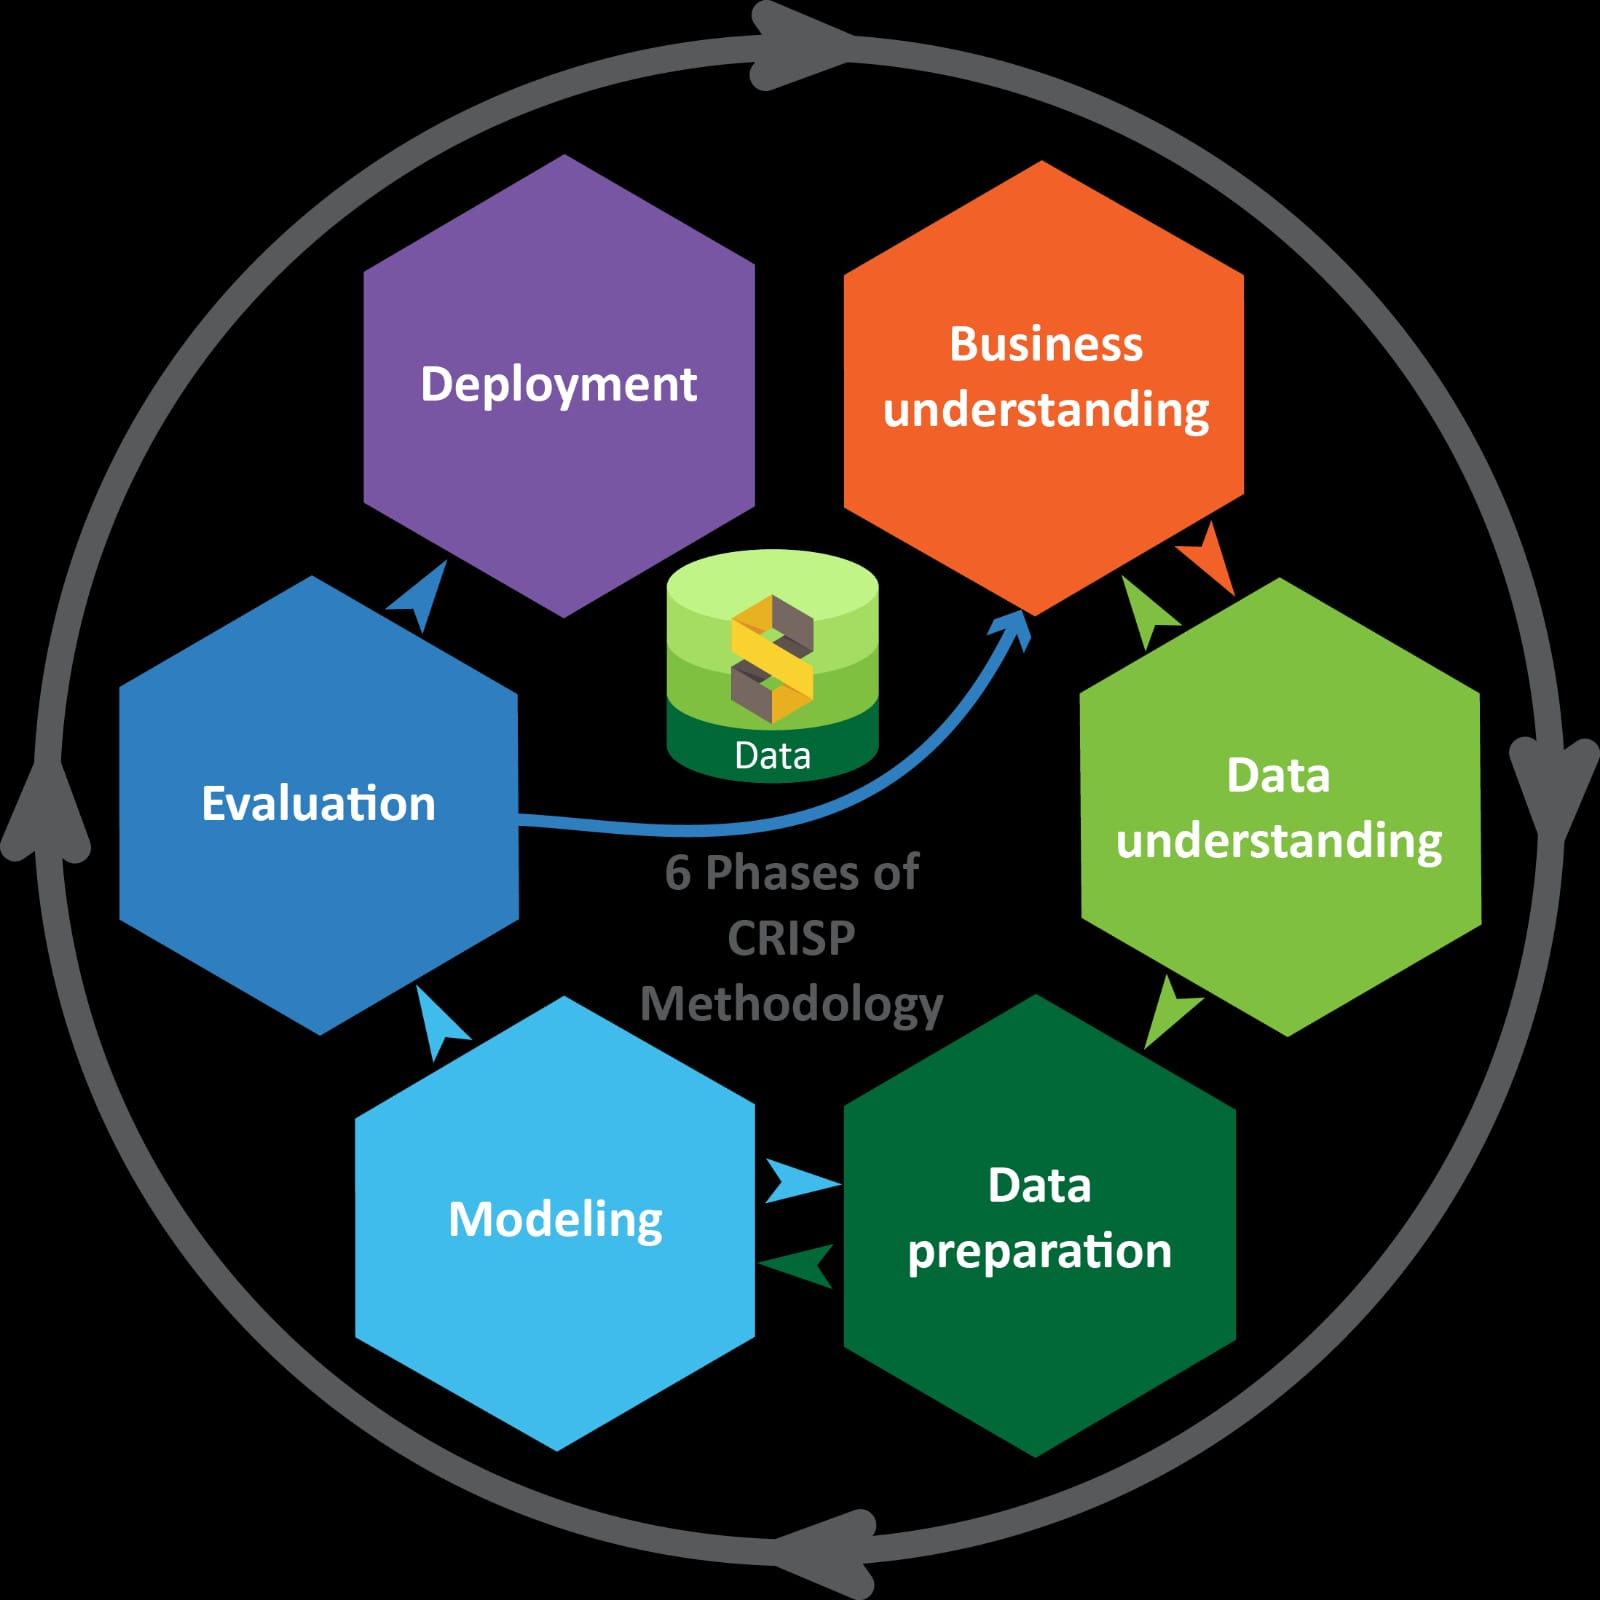 Deployment
Business
understanding
Data
Evaluation
Data
understanding
6 Phases of
CRISP
Methodology
Modeling
Data
preparation